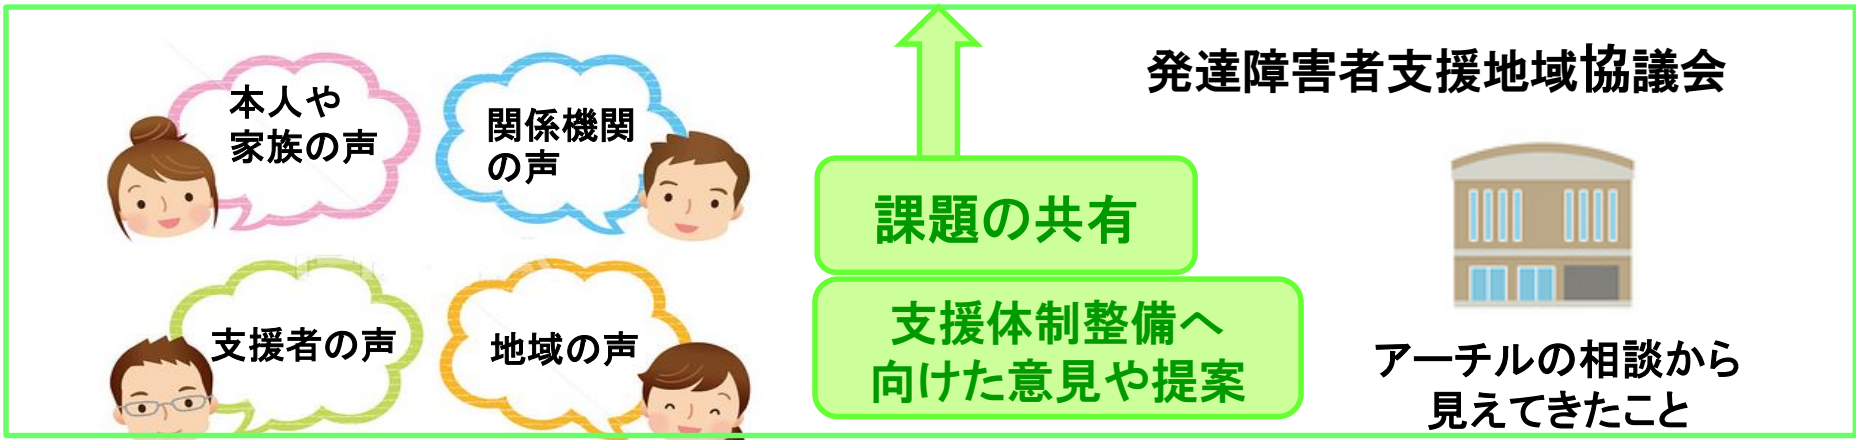 発達障害者支援地域協議会
本人や
家族の声
関係機関
の声
支援者の声
地域の声
課題の共有
支援体制整備へ
向けた意見や提案
アーチルの相談から
見えてきたこと